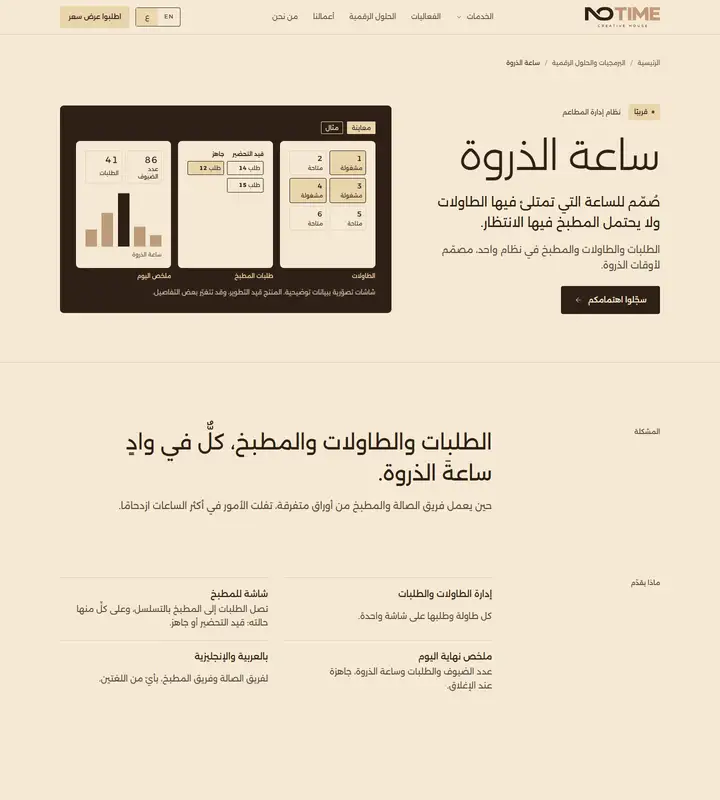 NOTIME
CREATIVE HOUSE
الخدمات
الفعاليات
الحلول الرقمية
أعمالنا
من نحن
EN
ع
اطلبوا عرض سعر
الرئيسية / البرمجيات والحلول الرقمية / ساعة الذروة
قريبًا
نظام إدارة المطاعم
ساعة الذروة
صُمّم للساعة التي تمتلئ فيها الطاولات
ولا يحتمل المطبخ فيها الانتظار.
الطلبات والطاولات والمطبخ في نظام واحد، مصمّم
لأوقات الذروة.
سجّلوا اهتمامكم ←
معاينة
مثال
1
مشغولة
2
متاحة
3
مشغولة
4
مشغولة
5
متاحة
6
متاحة
الطاولات
قيد التحضير
جاهز
طلب 14
طلب 12
طلب 15
طلبات المطبخ
86
عدد
الضيوف
41
الطلبات
ساعة الذروة
ملخص اليوم
شاشات تصوّرية ببيانات توضيحية. المنتج قيد التطوير، وقد تتغيّر بعض التفاصيل.
المشكلة
الطلبات والطاولات والمطبخ، كلٌّ في وادٍ
ساعةَ الذروة.
حين يعمل فريق الصالة والمطبخ من أوراق متفرقة، تفلت الأمور في أكثر الساعات ازدحامًا.
ماذا يقدّم
إدارة الطاولات والطلبات
كل طاولة وطلبها على شاشة واحدة.
شاشة للمطبخ
تصل الطلبات إلى المطبخ بالتسلسل، وعلى كلٍّ منها
حالته: قيد التحضير أو جاهز.
ملخص نهاية اليوم
عدد الضيوف والطلبات وساعة الذروة، جاهزة
عند الإغلاق.
بالعربية والإنجليزية
لفريق الصالة وفريق المطبخ، بأيٍّ من اللغتين.